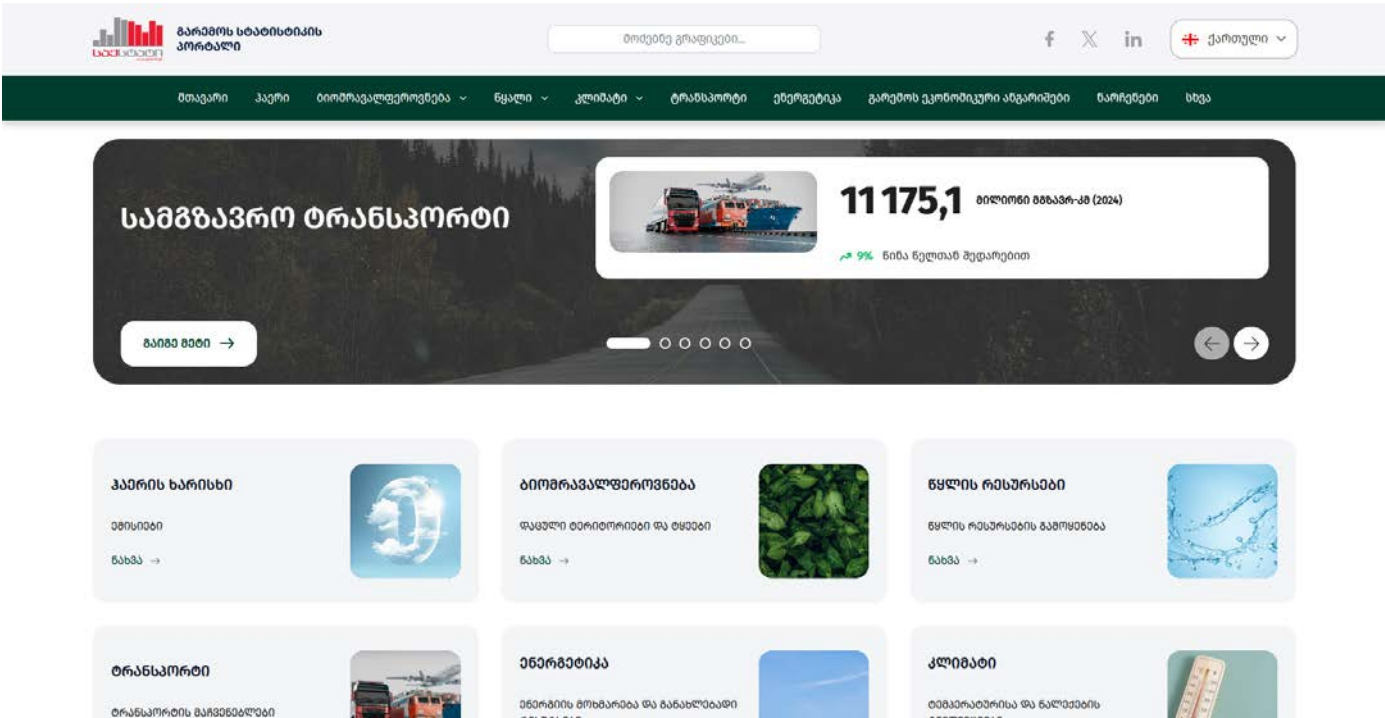 გარემოს სტატისტიკის
პორტალი
საქსტატი
მოძებნე გრაფიკები...
ქართული
მთავარი ჰაერი ბიომრავალფეროვნება წყალი კლიმატი ტრანსპორტი ენერგეტიკა გარემოს ეკონომიკური ანგარიშები ნარჩენები სხვა
სამგზავრო ტრანსპორტი
11 175,1 მილიონი მგზავრ-კმ (2024)
9% წინა წელთან შედარებით
გაიგე მეტი
ჰაერის ხარისხი
ემისიები
ნახვა
ბიომრავალფეროვნება
დაცული ტერიტორიები და ტყეები
ნახვა
წყლის რესურსები
წყლის რესურსების გამოყენება
ნახვა
ტრანსპორტი
ტრანსპორტის მაჩვენებლები
ენერგეტიკა
ენერგიის მოხმარება და განახლებადი
კლიმატი
ტემპერატურისა და ნალექების